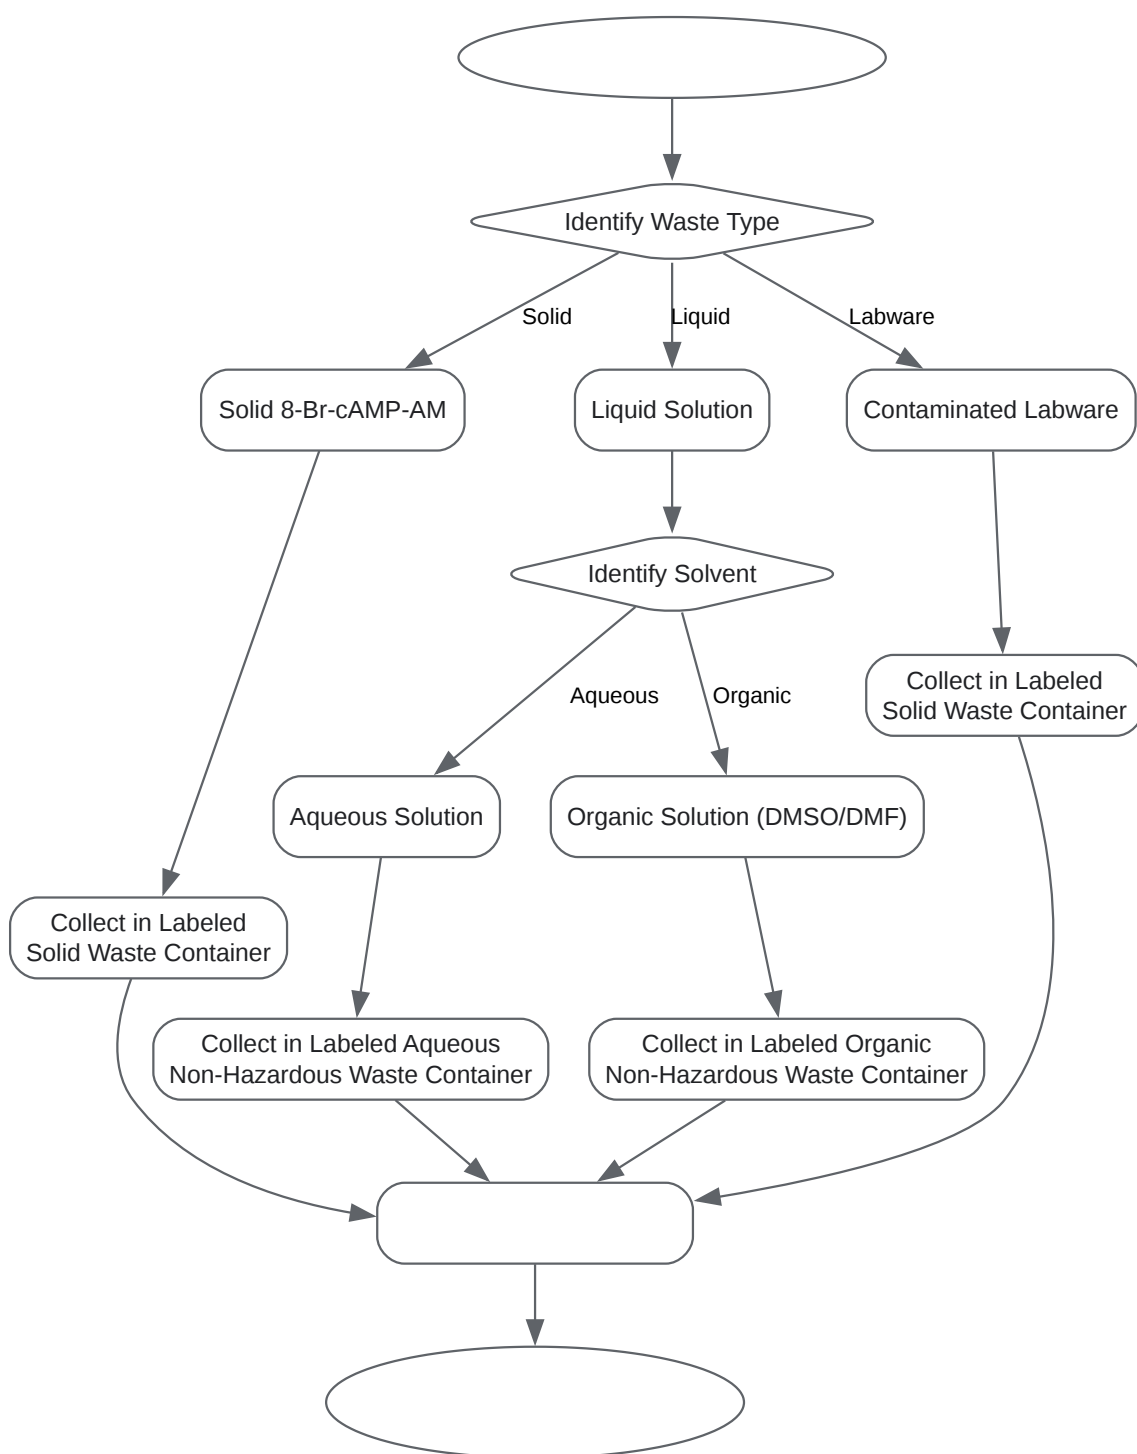 Identify Waste Type
Solid
Liquid
Labware
Solid 8-Br-cAMP-AM
Liquid Solution
Contaminated Labware
Identify Solvent
Collect in Labeled
Solid Waste Container
Aqueous
Organic
Aqueous Solution
Organic Solution (DMSO/DMF)
Collect in Labeled
Solid Waste Container
Collect in Labeled Aqueous
Non-Hazardous Waste Container
Collect in Labeled Organic
Non-Hazardous Waste Container